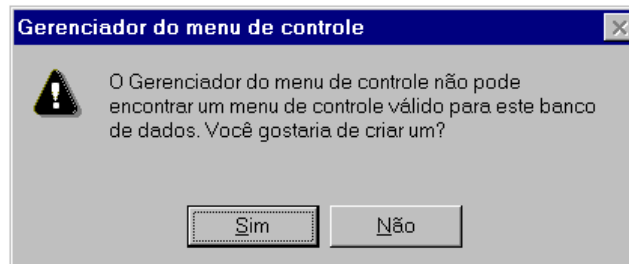 Gerenciador do menu de controle
O Gerenciador do menu de controle não pode
encontrar um menu de controle válido para este banco
de dados. Você gostaria de criar um?
Sim
Não